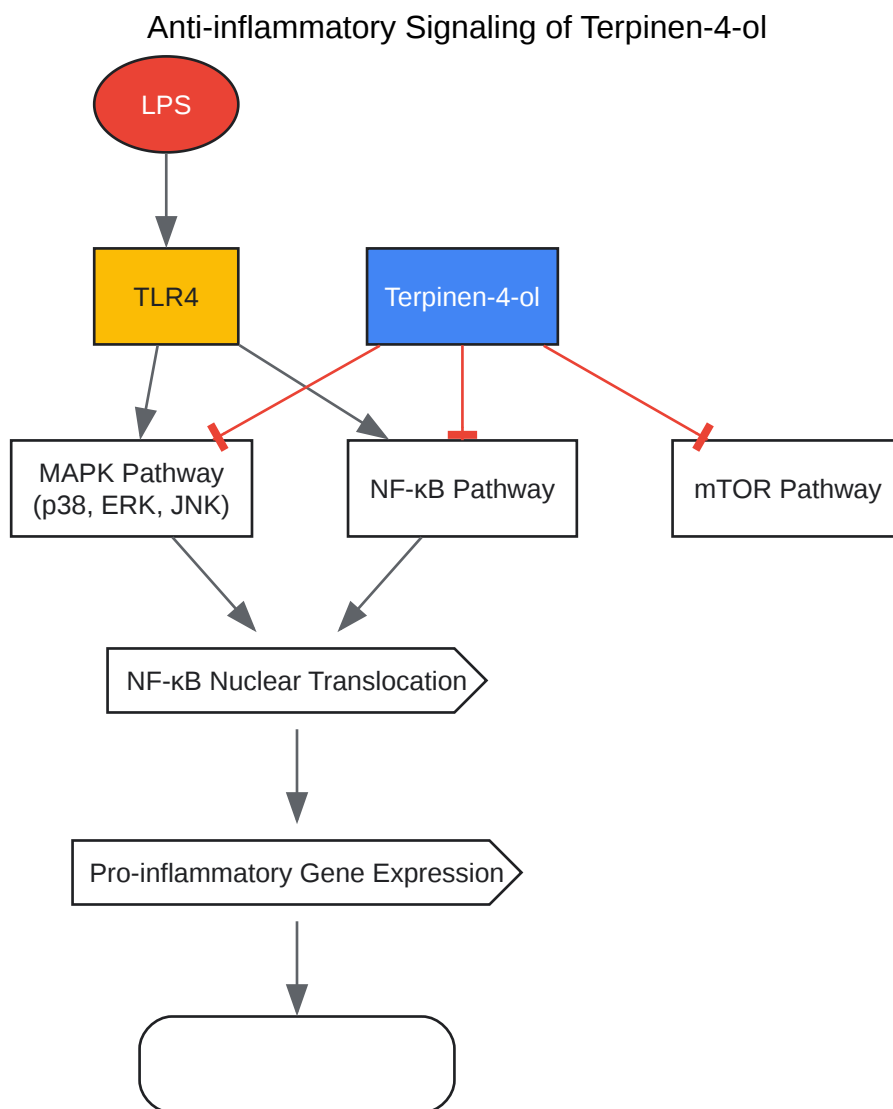 Anti-inflammatory Signaling of Terpinen-4-ol
LPS
TLR4
Terpinen-4-ol
MAPK Pathway
(p38, ERK, JNK)
NF-κB Pathway
mTOR Pathway
NF-κB Nuclear Translocation
Pro-inflammatory Gene Expression